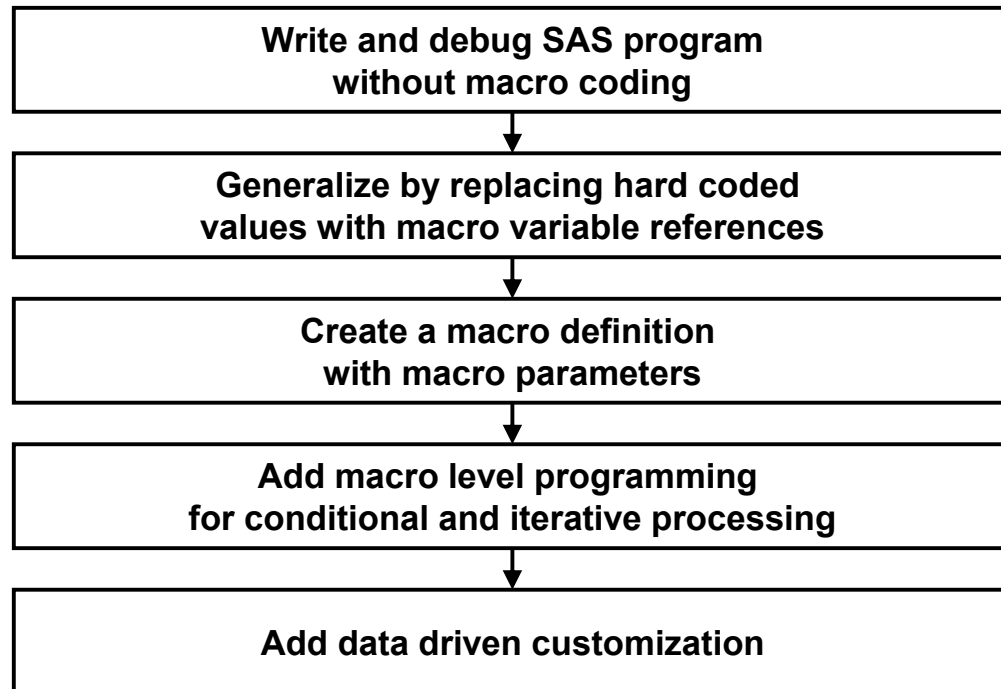 Write and debug SAS program
without macro coding
Generalize by replacing hard coded
values with macro variable references
Create a macro definition
with macro parameters
Add macro level programming
for conditional and iterative processing
Add data driven customization